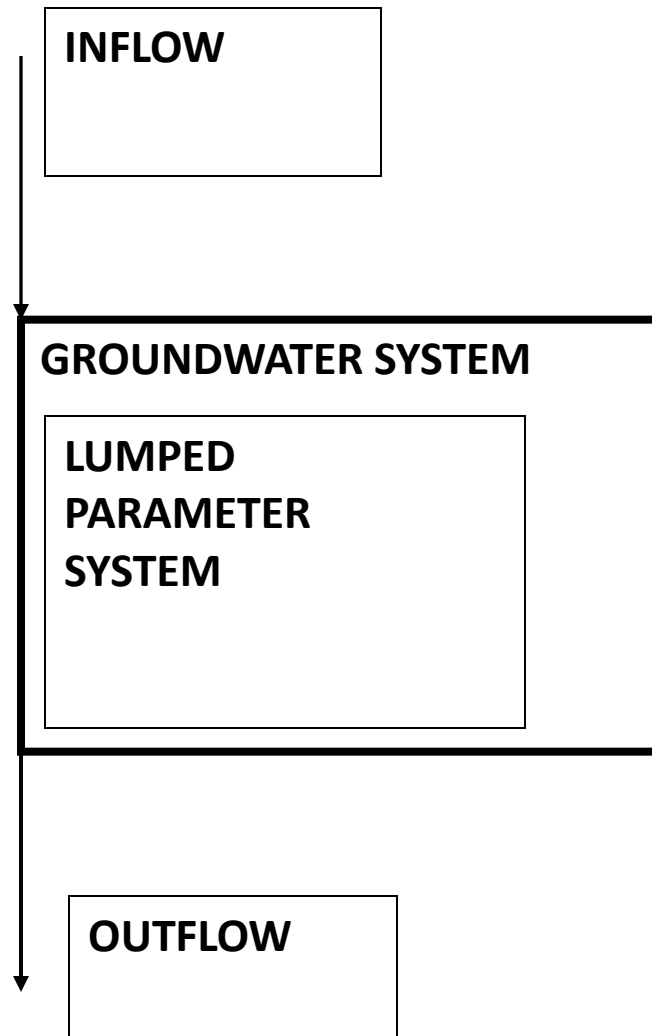 INFLOW
GROUNDWATER SYSTEM
LUMPED
PARAMETER
SYSTEM
OUTFLOW